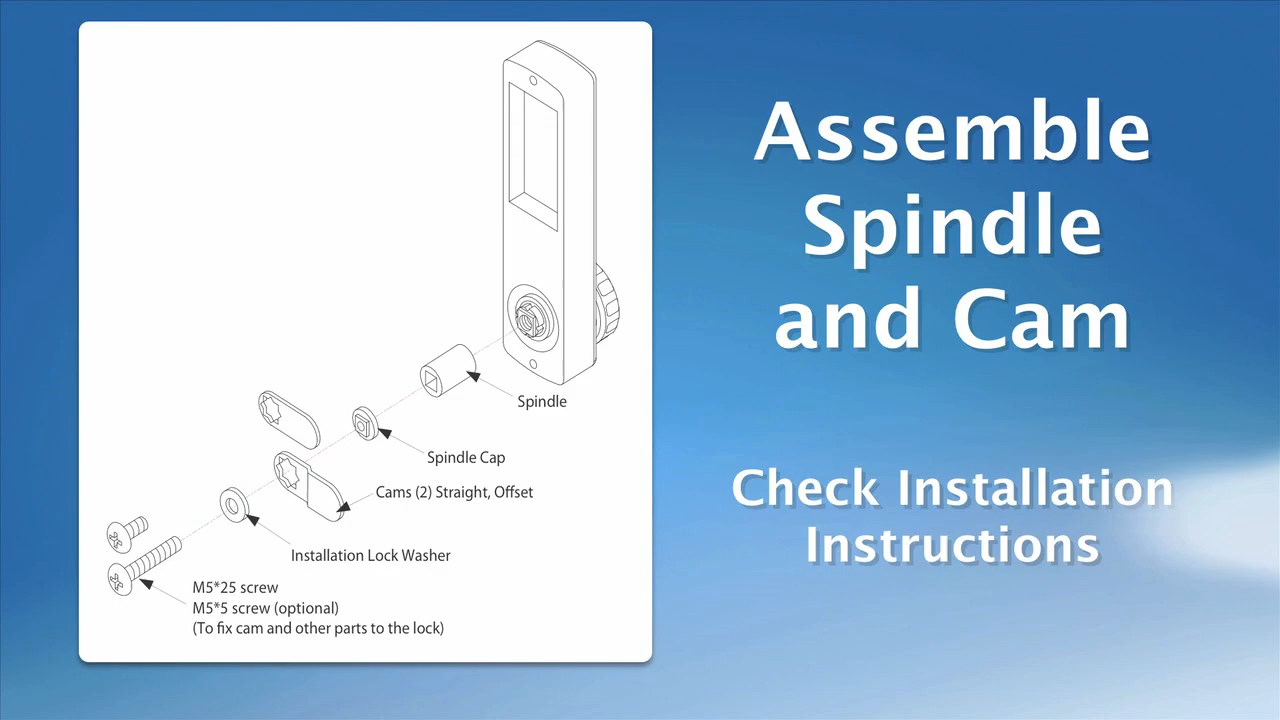 Assemble
Spindle
and Cam
Check Installation
Instructions
Spindle
Spindle Cap
Cams (2) Straight, Offset
Installation Lock Washer
M5*25 screw
M5*5 screw (optional)
(To fix cam and other parts to the lock)